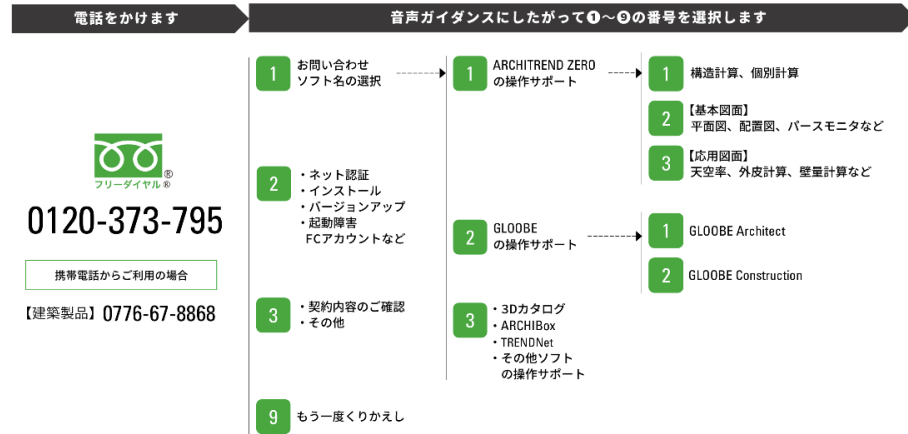 電話をかけます
音声ガイダンスにしたがって❶～❾の番号を選択します
フリーダイヤル®
®
0120-373-795
携帯電話からご利用の場合
【建築製品】0776-67-8868
1
お問い合わせ
ソフト名の選択
2
・ネット認証
・インストール
・バージョンアップ
・起動障害
FCアカウントなど
3
・契約内容のご確認
・その他
9
もう一度くりかえし
1
ARCHITREND ZERO
の操作サポート
2
GLOOBE
の操作サポート
3
・3Dカタログ
・ARCHIBox
・TRENDNet
・その他ソフト
の操作サポート
1
構造計算、個別計算
2
【基本図面】
平面図、配置図、パースモニタなど
3
【応用図面】
天空率、外皮計算、壁量計算など
1
GLOOBE Architect
2
GLOOBE Construction